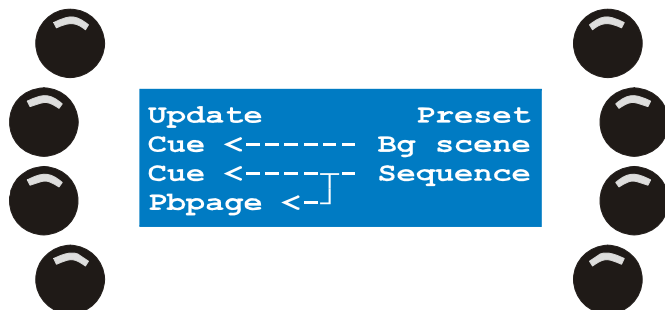 Update Preset
Cue <------ Bg scene
Cue <------ Sequence
Pbpage <-